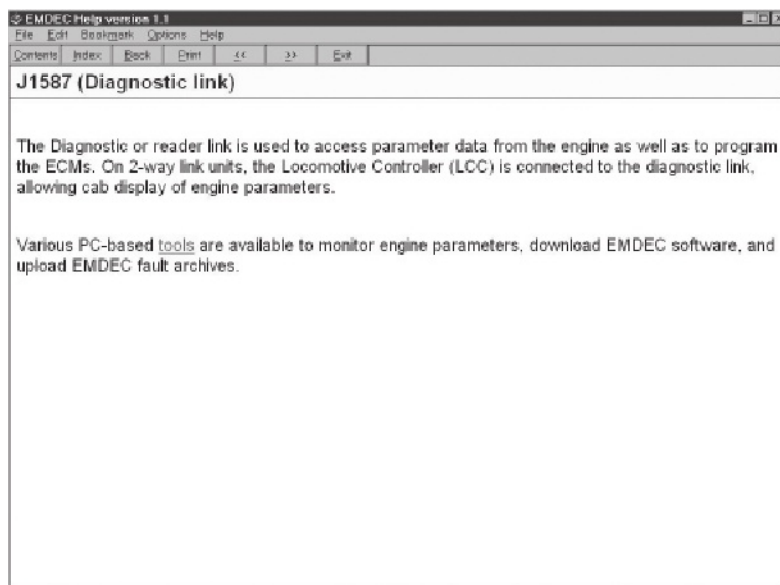 EMDEC Help version 1.1
File Edit Bookmark Options Help
Contents Index Back Print << >> Exit
J1587 (Diagnostic link)
The Diagnostic or reader link is used to access parameter data from the engine as well as to program
the ECMs. On 2-way link units, the Locomotive Controller (LCC) is connected to the diagnostic link,
allowing cab display of engine parameters.
Various PC-based tools are available to monitor engine parameters, download EMDEC software, and
upload EMDEC fault archives.